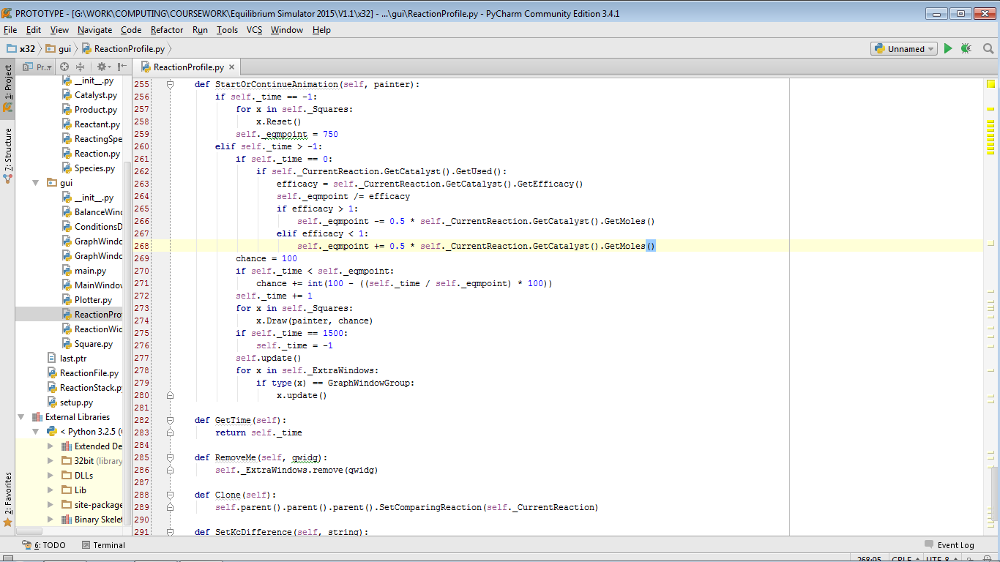 PROTOTYPE - [G:\WORK\COMPUTING\COURSEWORK\Equilibrium Simulator 2015\V1.1\x32] - ...\gui\ReactionProfile.py - PyCharm Community Edition 3.4.1
File Edit View Navigate Code Refactor Run Tools VCS Window Help
x32 gui ReactionProfile.py Unnamed
1: Project
7: Structure
2: Favorites
Pr..
ReactionProfile.py
__init__.py
Catalyst.py
Product.py
Reactant.py
ReactingSpe
Reaction.py
Species.py
gui
__init__.py
BalanceWind
ConditionsD
GraphWindo
GraphWindo
main.py
MainWindow
Plotter.py
ReactionPro
ReactionWid
Square.py
last.ptr
ReactionFile.py
ReactionStack.py
setup.py
External Libraries
< Python 3.2.5 (
Extended De
32bit (library
DLLs
Lib
site-package
Binary Skelet
255 def StartOrContinueAnimation(self, painter):
256 if self._time == -1:
257 for x in self._Squares:
258 x.Reset()
259 self._eqmpoint = 750
260 elif self._time > -1:
261 if self._time == 0:
262 if self._CurrentReaction.GetCatalyst().GetUsed():
263 efficacy = self._CurrentReaction.GetCatalyst().GetEfficacy()
264 self._eqmpoint /= efficacy
265 if efficacy > 1:
266 self._eqmpoint -= 0.5 * self._CurrentReaction.GetCatalyst().GetMoles()
267 elif efficacy < 1:
268 self._eqmpoint += 0.5 * self._CurrentReaction.GetCatalyst().GetMoles()
269 chance = 100
270 if self._time < self._eqmpoint:
271 chance += int(100 - ((self._time / self._eqmpoint) * 100))
272 self._time += 1
273 for x in self._Squares:
274 x.Draw(painter, chance)
275 if self._time == 1500:
276 self._time = -1
277 self.update()
278 for x in self._ExtraWindows:
279 if type(x) == GraphWindowGroup:
280 x.update()
281
282 def GetTime(self):
283 return self._time
284
285 def RemoveMe(self, qwidg):
286 self._ExtraWindows.remove(qwidg)
287
288 def Clone(self):
289 self.parent().parent().parent().SetComparingReaction(self._CurrentReaction)
290
291 def SetKcDifference(self, string):
6: TODO Terminal Event Log
268:95 CRLF UTF-8